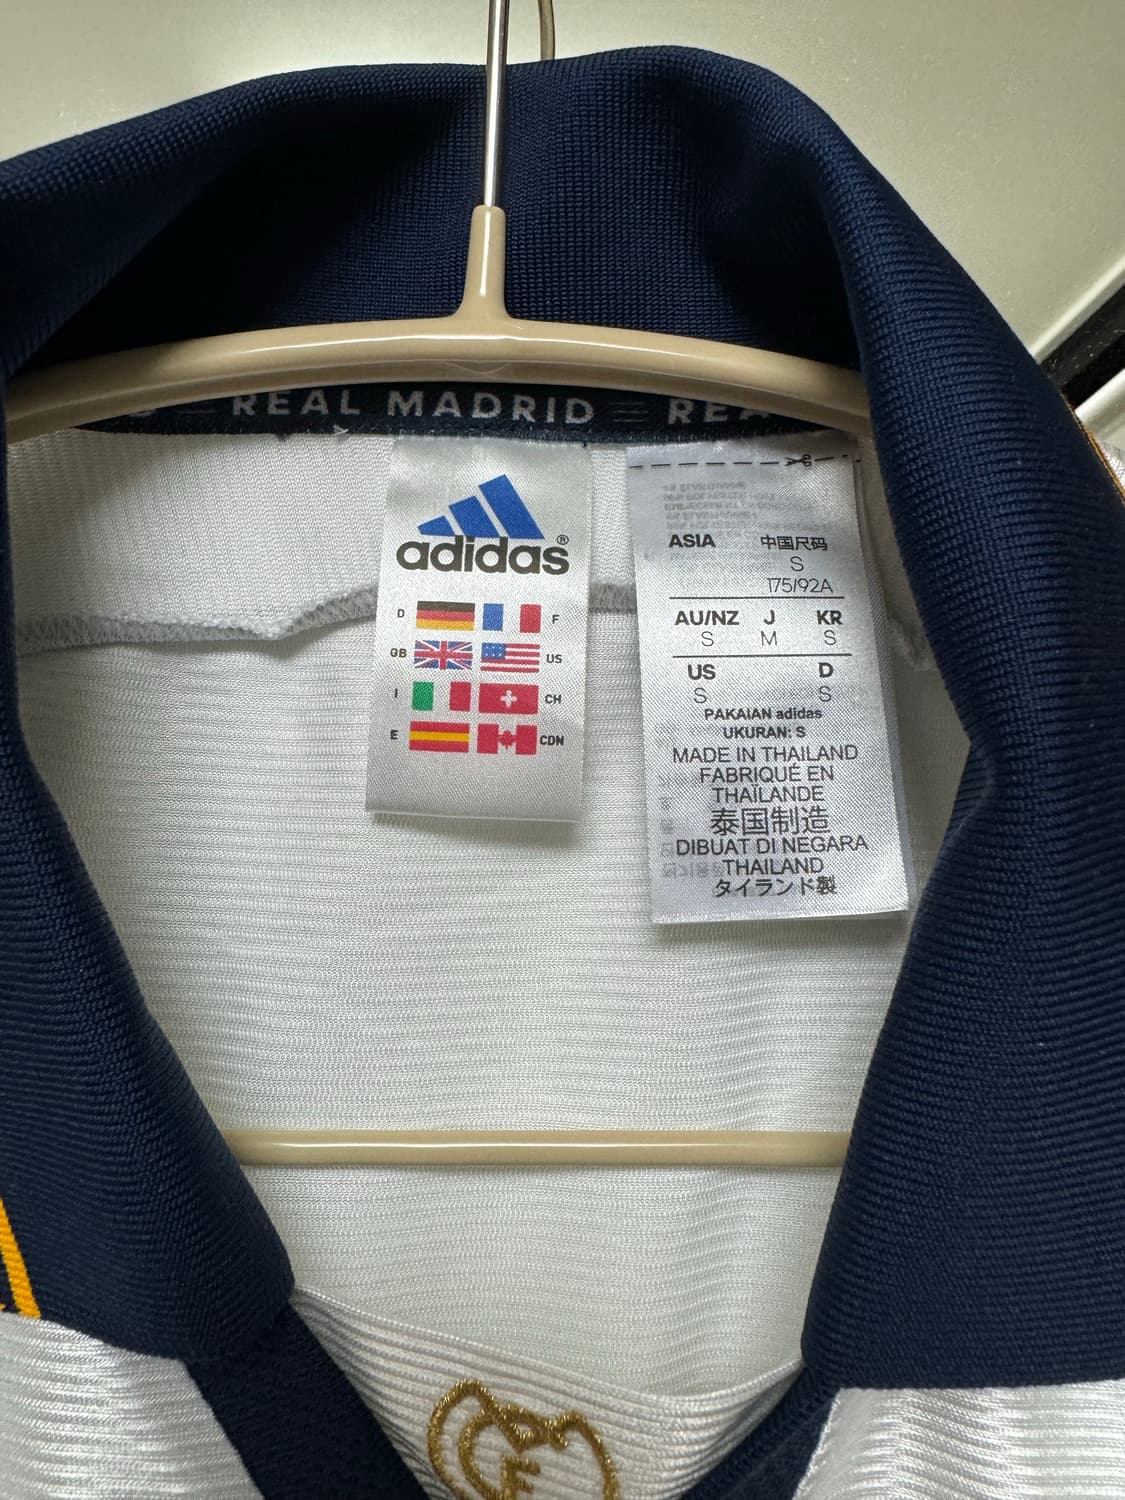 REAL MADRID REA
adidas®
D F
GB US
I CH
E CDN
ASIA 中国尺码
S
175/92A
AU/NZ J KR
S M S
US D
S S
PAKAIAN adidas
UKURAN: S
MADE IN THAILAND
FABRIQUÉ EN
THAÏLANDE
泰国制造
DIBUAT DI NEGARA
THAILAND
タイランド製